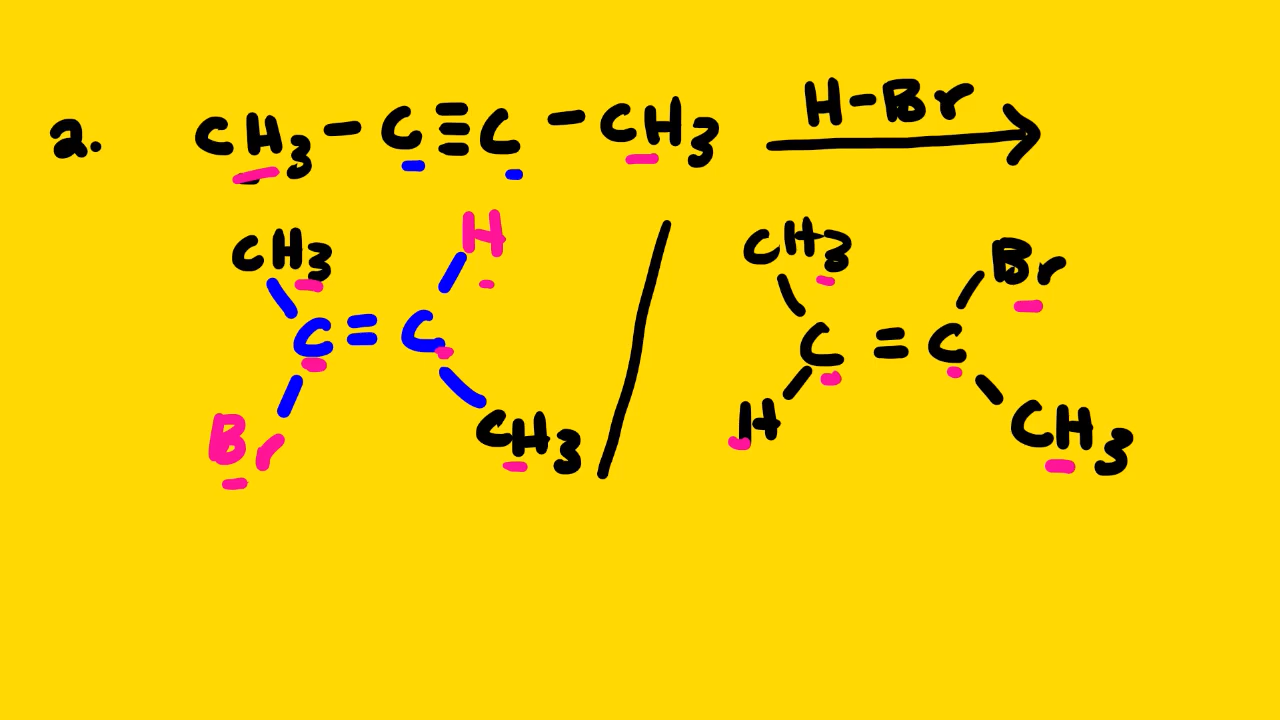 2. CH3 - C ≡ C - CH3 H-Br
CH3 H CH3 Br
C = C C = C
Br CH3 H CH3